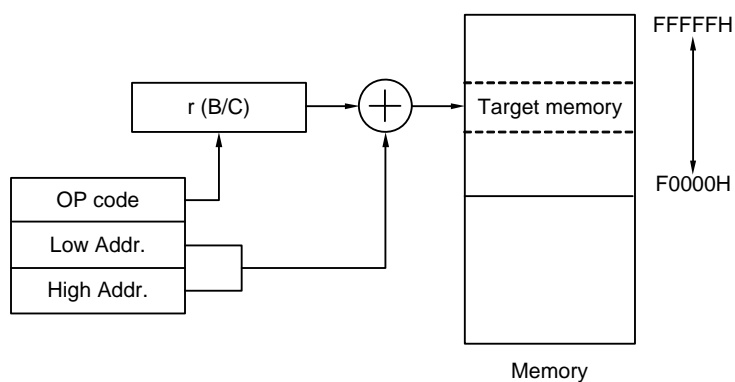 FFFFFH
r (B/C)
Target memory
F0000H
OP code
Low Addr.
High Addr.
Memory